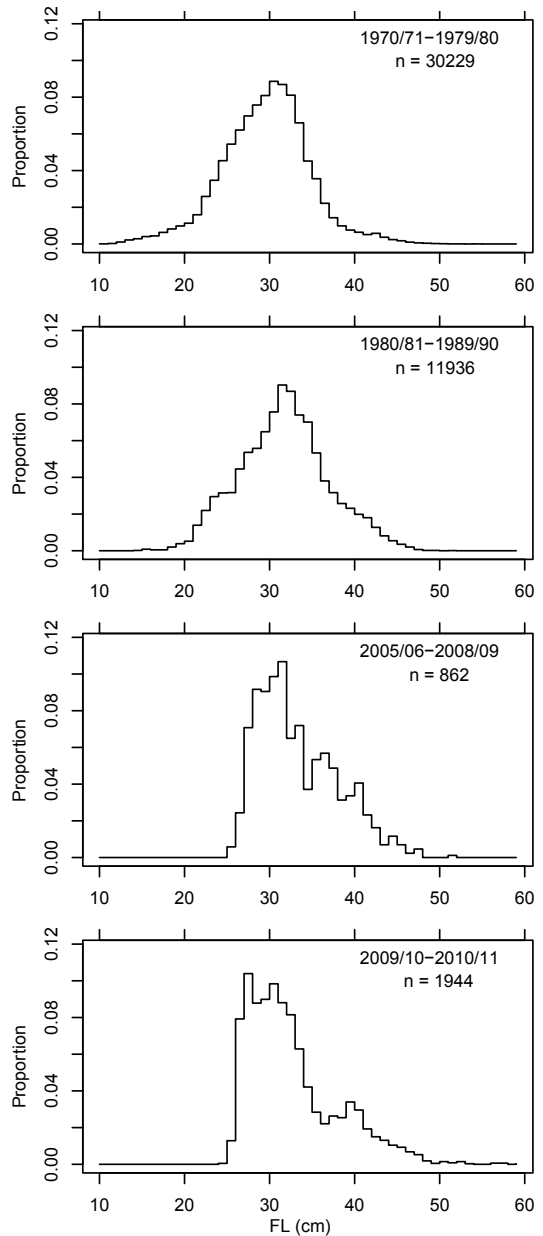 1970/71−1979/80
n = 30229
Proportion
0.00 0.04 0.08 0.12
10 20 30 40 50 60
1980/81−1989/90
n = 11936
Proportion
0.00 0.04 0.08 0.12
10 20 30 40 50 60
2005/06−2008/09
n = 862
Proportion
0.00 0.04 0.08 0.12
10 20 30 40 50 60
2009/10−2010/11
n = 1944
Proportion
0.00 0.04 0.08 0.12
10 20 30 40 50 60
FL (cm)